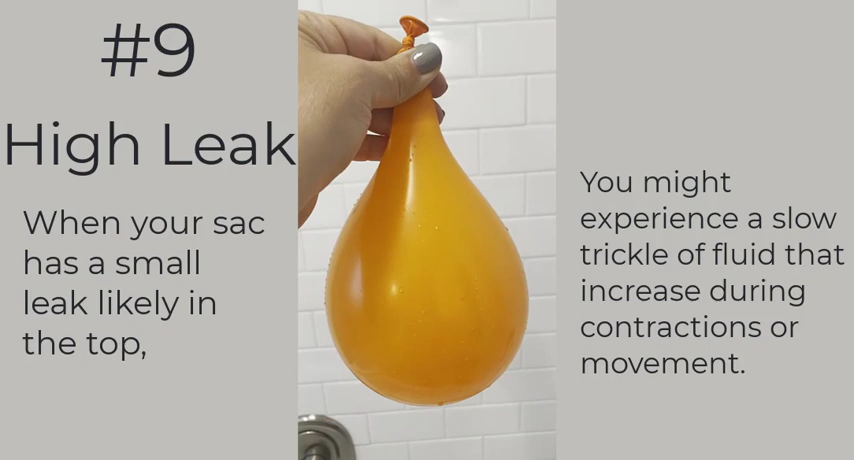 #9
High Leak
When your sac
has a small
leak likely in
the top,
You might
experience a slow
trickle of fluid that
increase during
contractions or
movement.